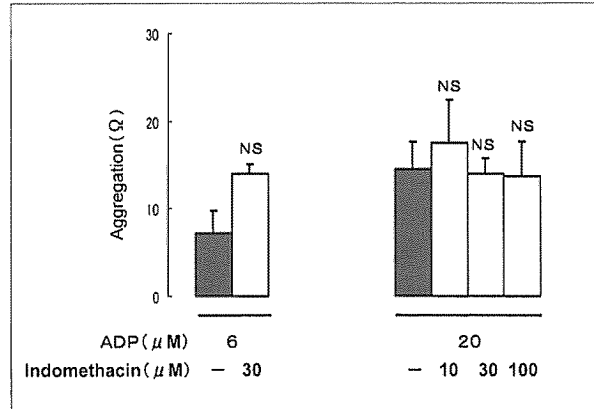 30
20
10
0
Aggregation(Ω)
NS
NS
NS
NS
ADP(μM) 6 20
Indomethacin(μM) − 30 − 10 30 100